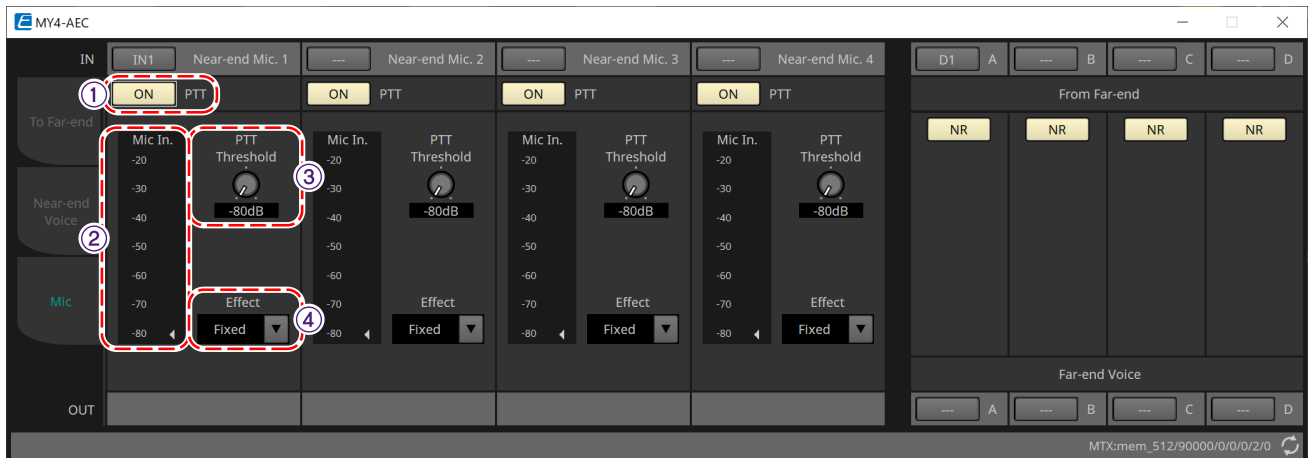 MY4-AEC
IN IN1 Near-end Mic. 1 --- Near-end Mic. 2 --- Near-end Mic. 3 --- Near-end Mic. 4 D1 A --- B --- C --- D
1 ON PTT ON PTT ON PTT ON PTT From Far-end
To Far-end
NR NR NR NR
Mic In. PTT Threshold Mic In. PTT Threshold Mic In. PTT Threshold Mic In. PTT Threshold
-20 -20 -20 -20
3
-30 -30 -30 -30
Near-end Voice
-40 -80dB -40 -80dB -40 -80dB -40 -80dB
2
-50 -50 -50 -50
-60 -60 -60 -60
Mic -70 Effect -70 Effect -70 Effect -70 Effect
4
-80 Fixed -80 Fixed -80 Fixed -80 Fixed
Far-end Voice
OUT --- A --- B --- C --- D
MTX:mem_512/90000/0/0/0/2/0